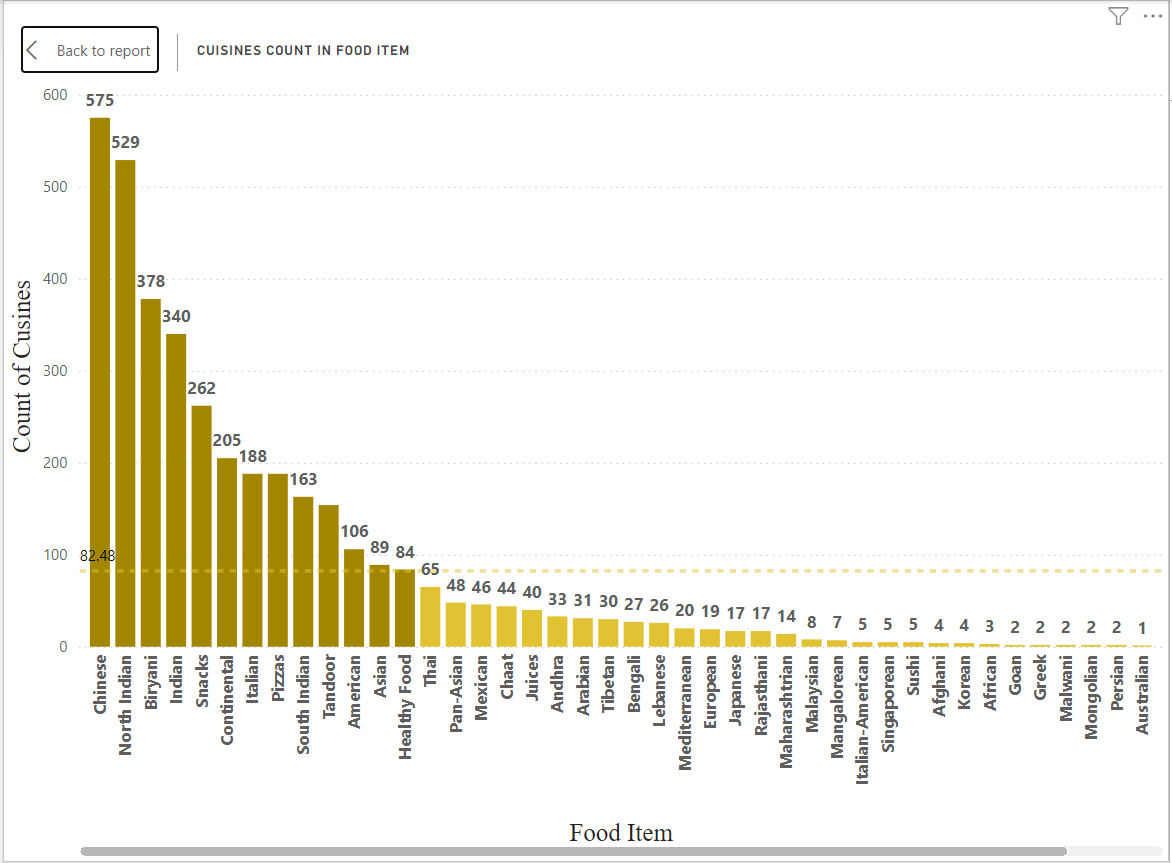 Back to report
CUISINES COUNT IN FOOD ITEM
600
500
400
300
200
100
0
Count of Cusines
575
529
378
340
262
205
188
163
106
89
84
65
48
46
44
40
33
31
30
27
26
20
19
17
17
14
8
7
5
5
5
4
4
3
2
2
2
2
2
1
82.48
Chinese
North Indian
Biryani
Indian
Snacks
Continental
Italian
Pizzas
South Indian
Tandoor
American
Asian
Healthy Food
Thai
Pan-Asian
Mexican
Chaat
Juices
Andhra
Arabian
Tibetan
Bengali
Lebanese
Mediterranean
European
Japanese
Rajasthani
Maharashtrian
Malaysian
Mangalorean
Italian-American
Singaporean
Sushi
Afghani
Korean
African
Goan
Greek
Malwani
Mongolian
Persian
Australian
Food Item